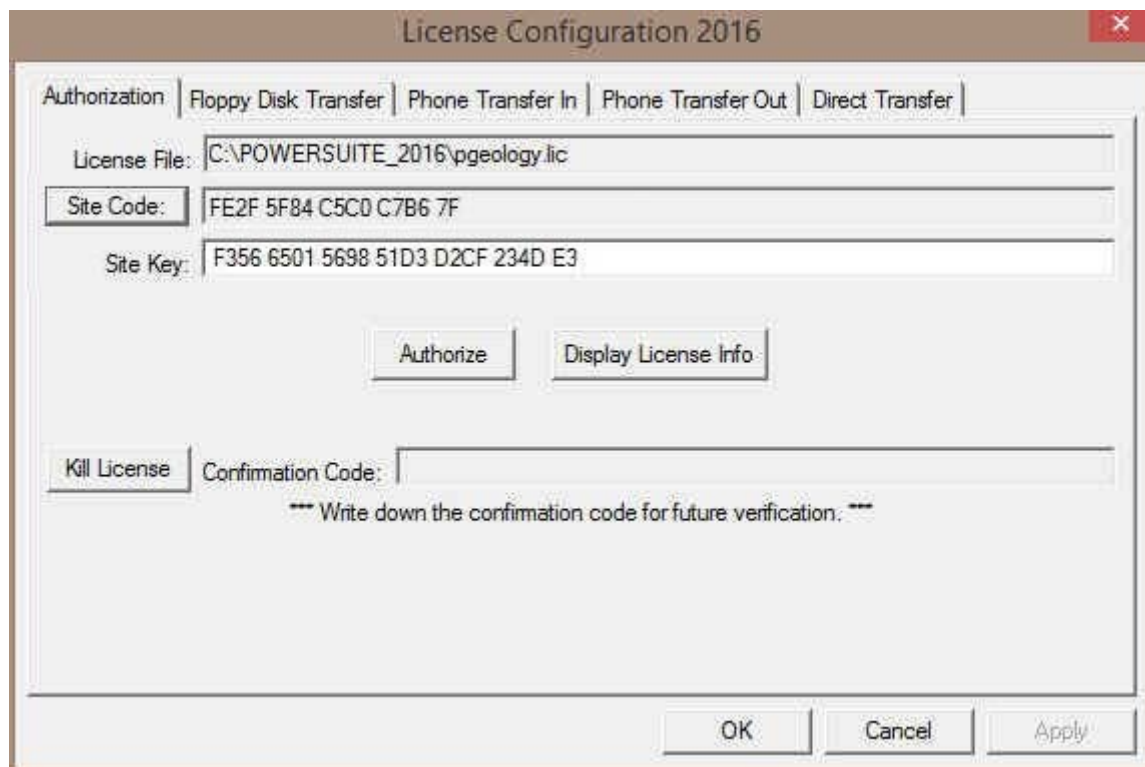 License Configuration 2016
Authorization Floppy Disk Transfer Phone Transfer In Phone Transfer Out Direct Transfer
License File: C:\POWERSUITE_2016\pgeology.lic
Site Code: FE2F 5F84 C5C0 C7B6 7F
Site Key: F356 6501 5698 51D3 D2CF 234D E3
Authorize Display License Info
Kill License Confirmation Code:
*** Write down the confirmation code for future verification. ***
OK Cancel Apply